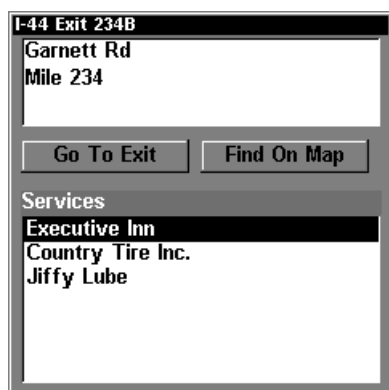 I-44 Exit 234B
Garnett Rd
Mile 234
Go To Exit Find On Map
Services
Executive Inn
Country Tire Inc.
Jiffy Lube